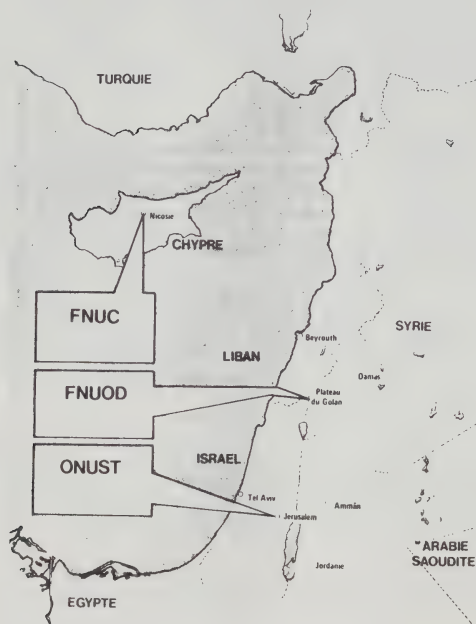 TURQUIE
Nicosie
CHYPRE
FNUC
Beyrouth
SYRIE
LIBAN
Damas
FNUOD
Plateau
du Golan
ISRAEL
ONUST
Tel Aviv
Jerusalem
Ammán
ARABIE
SAOUDITE
Jordanie
EGYPTE